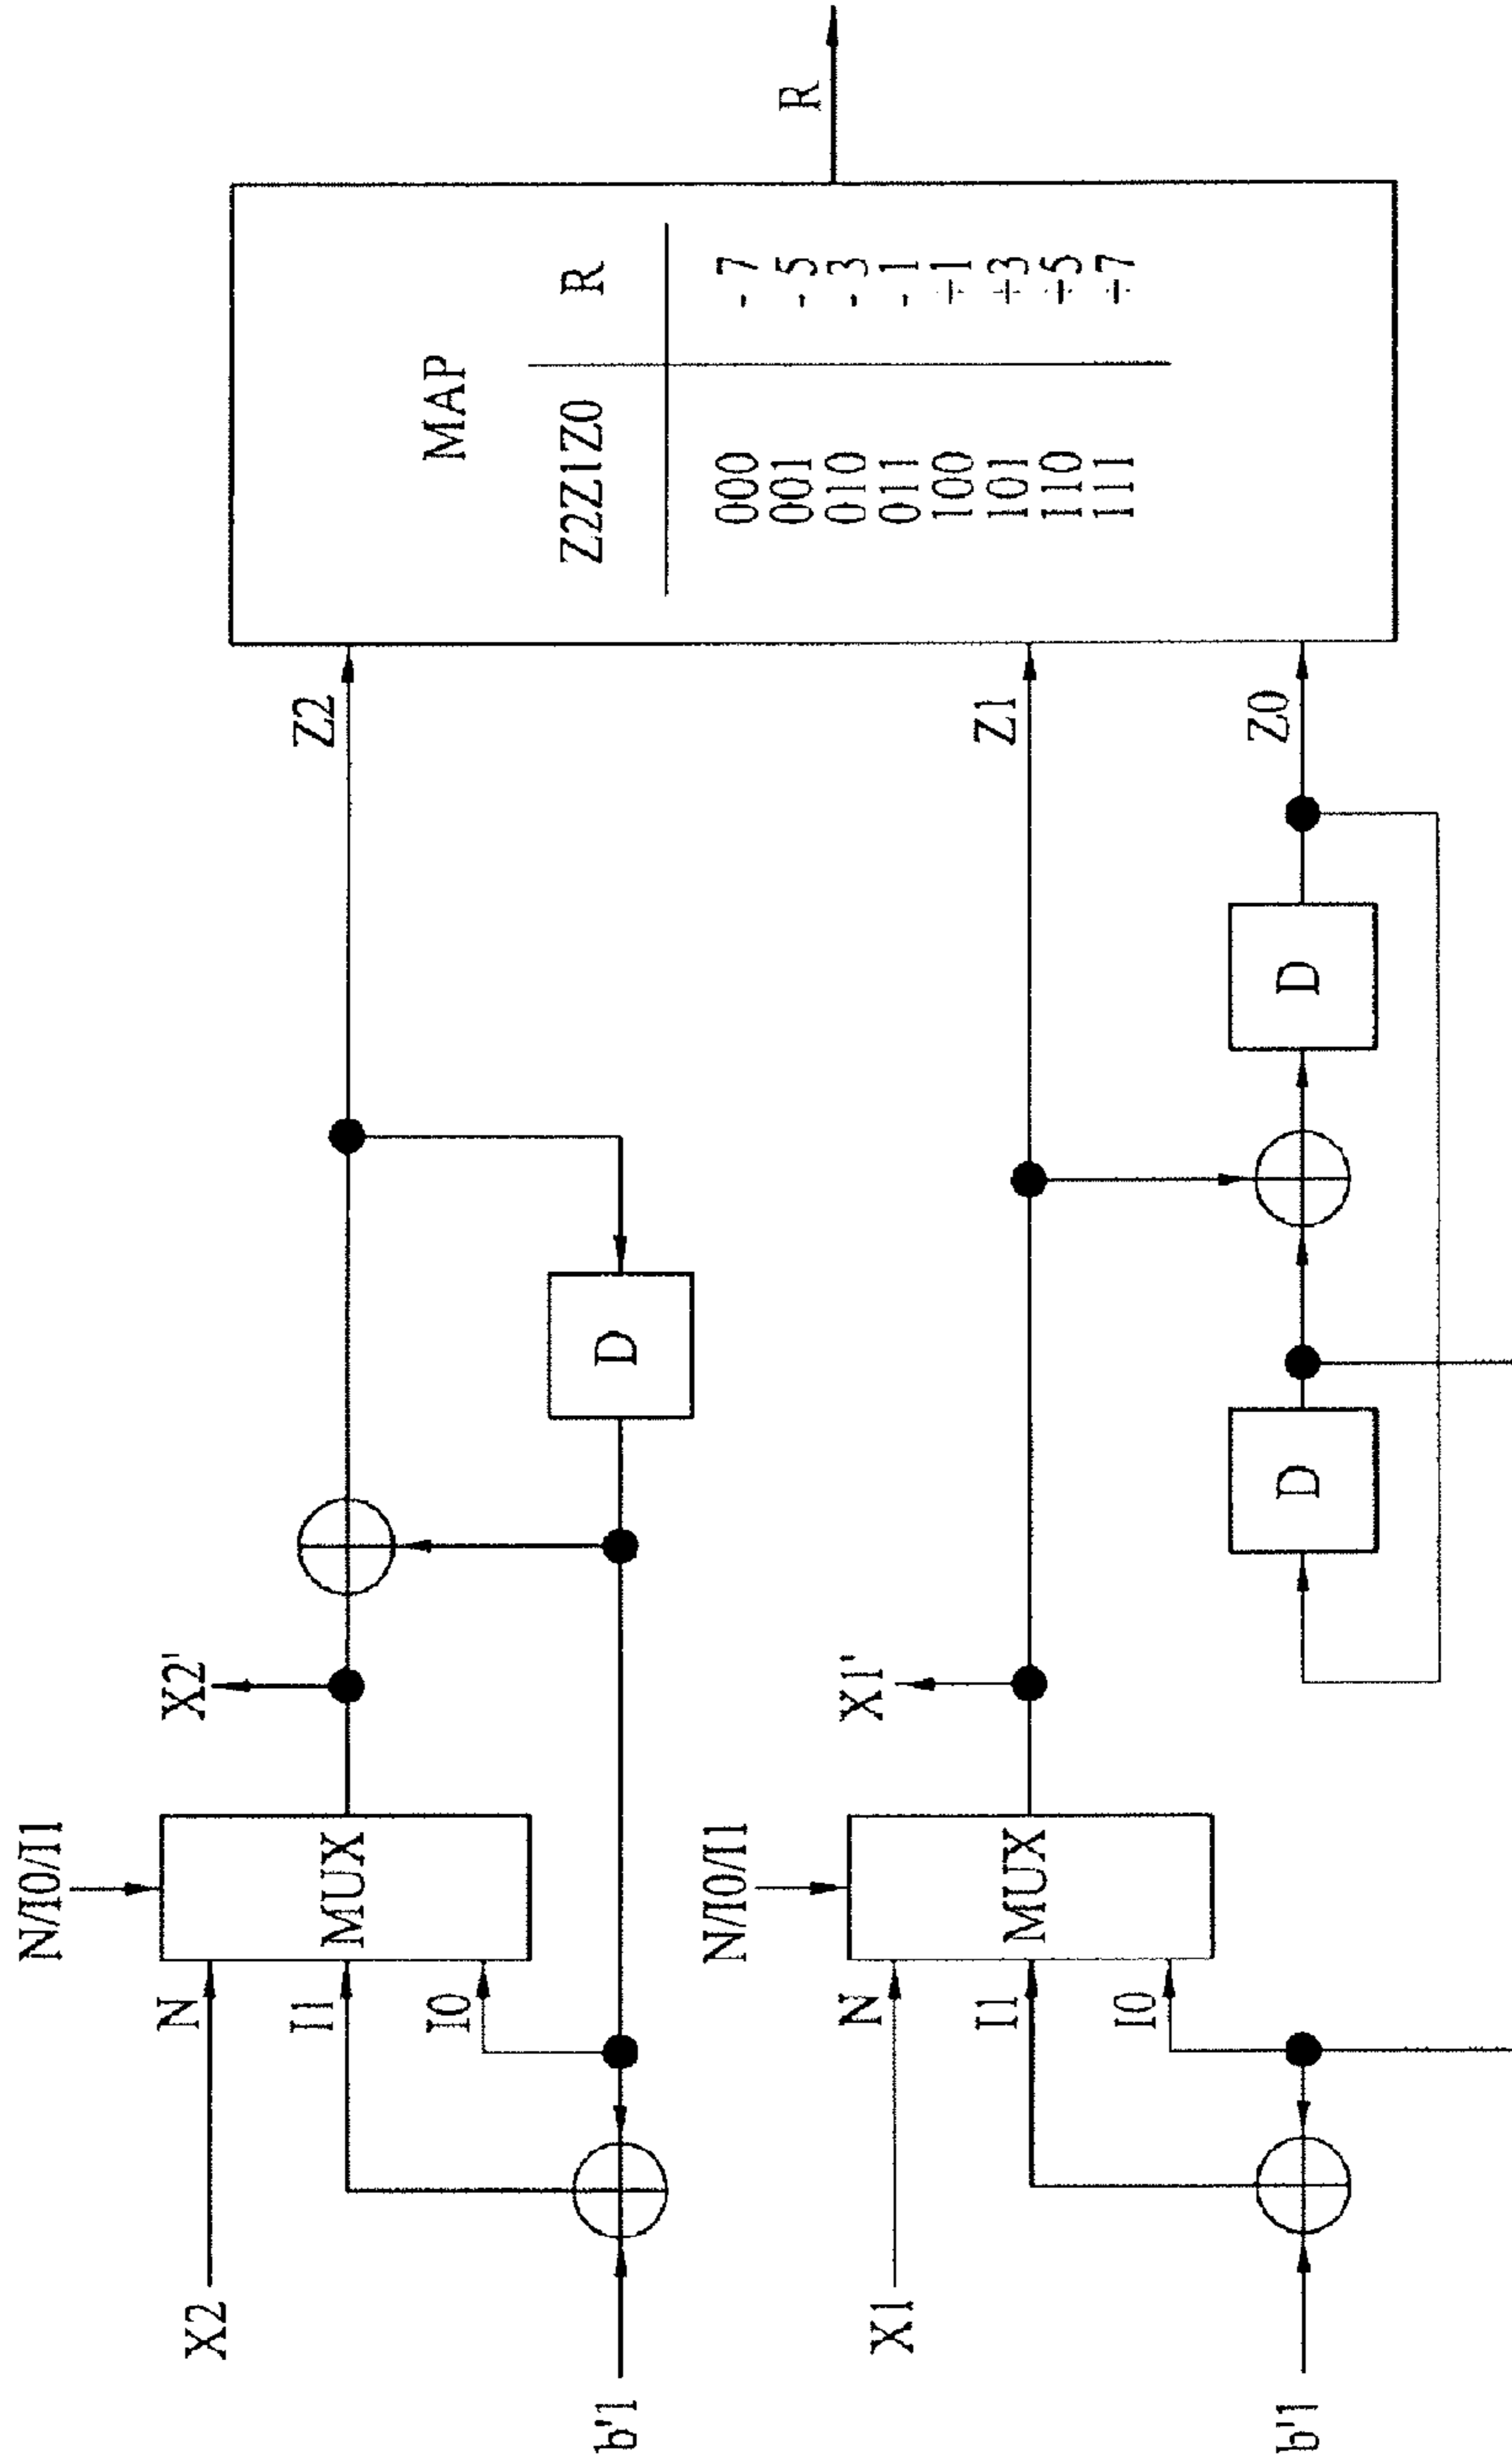 N/I0/I1
X2'
X2
N
MUX
I1
I0
b'1
D
Z2
N/I0/I1
X1'
X1
N
MUX
I1
I0
b'1
D
D
Z1
Z0
MAP
Z2Z1Z0 R
000 -7
001 -5
010 -3
011 -1
100 +1
101 +3
110 +5
111 +7
R